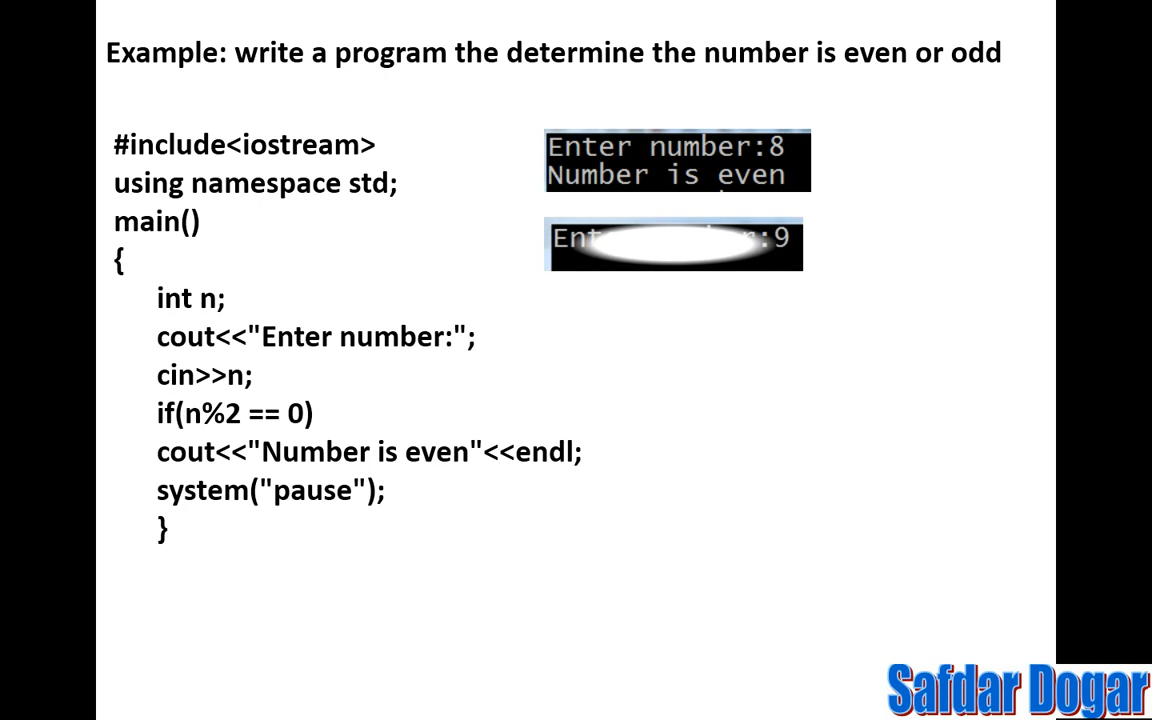 Example: write a program the determine the number is even or odd
#include<iostream>
using namespace std;
main()
{
int n;
cout<<"Enter number:";
cin>>n;
if(n%2 == 0)
cout<<"Number is even"<<endl;
system("pause");
}
Enter number:8
Number is even
:9
Safdar Dogar